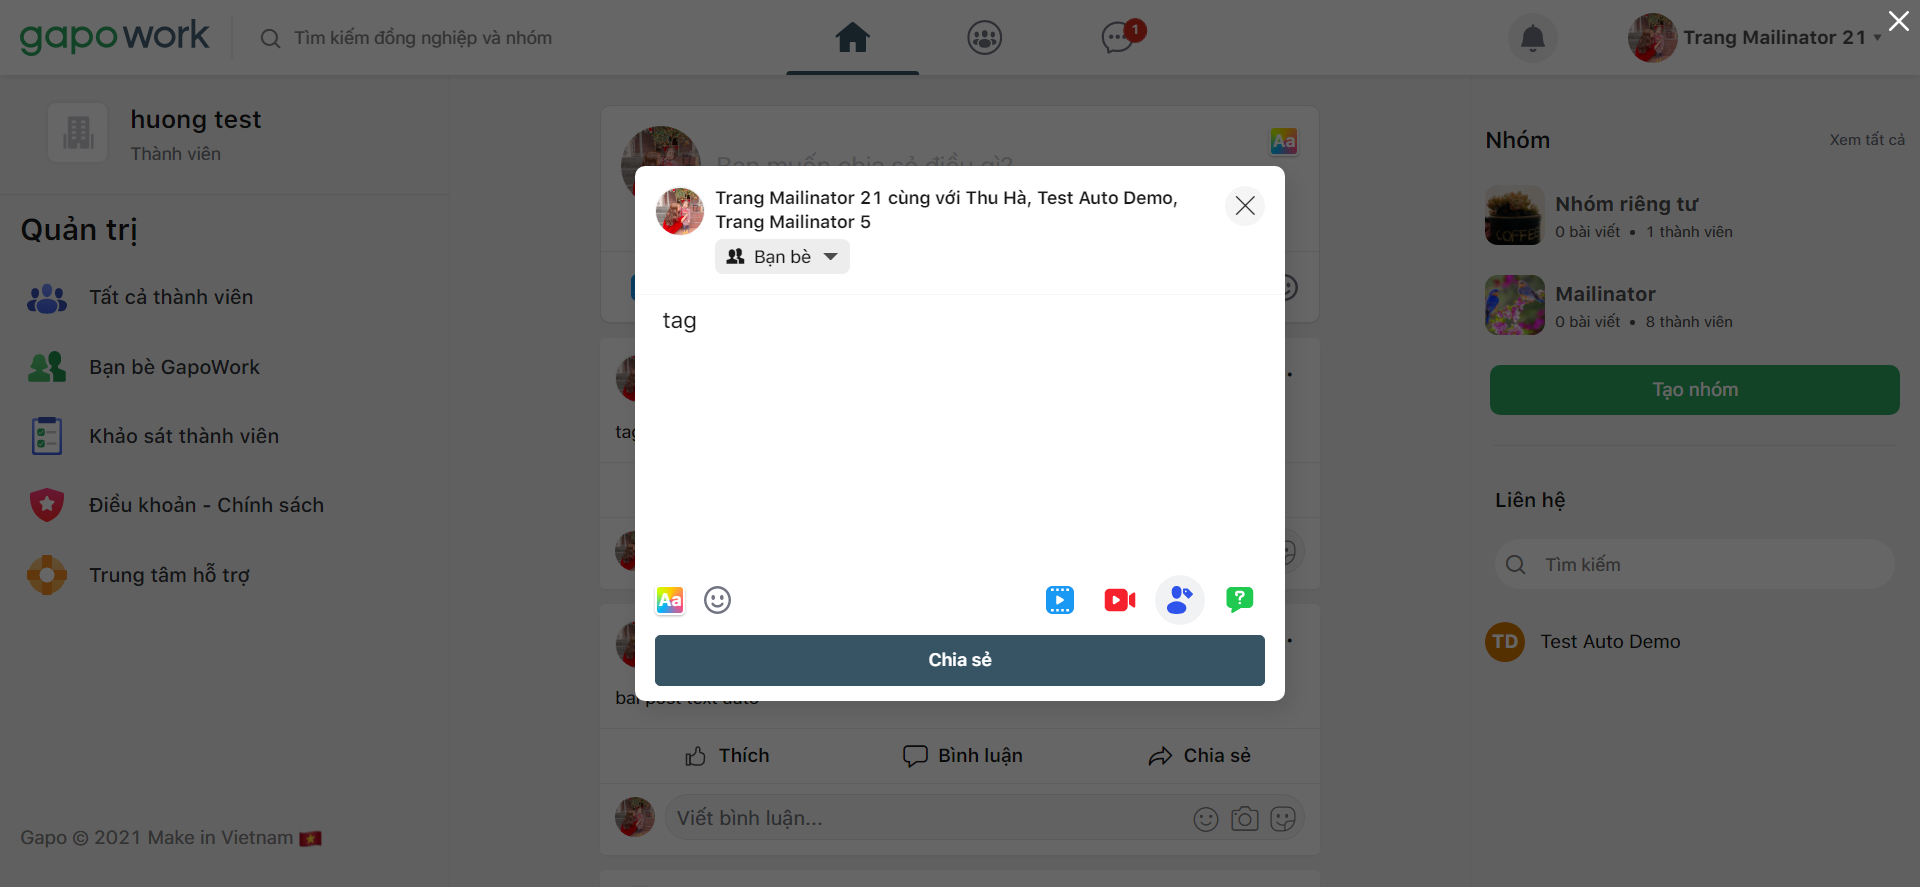 gapowork
Tìm kiếm đồng nghiệp và nhóm
1
Trang Mailinator 21
huong test
Thành viên
Quản trị
Tất cả thành viên
Bạn bè GapoWork
Khảo sát thành viên
Điều khoản - Chính sách
Trung tâm hỗ trợ
Gapo © 2021 Make in Vietnam
Bạn muốn chia sẻ điều gì?
Aa
Trang Mailinator 21 cùng với Thu Hà, Test Auto Demo,
Trang Mailinator 5
Bạn bè
tag
Aa
?
Chia sẻ
tag
bai post text auto
Thích
Bình luận
Chia sẻ
Viết bình luận...
Nhóm
Xem tất cả
Nhóm riêng tư
0 bài viết • 1 thành viên
COFFE
Mailinator
0 bài viết • 8 thành viên
Tạo nhóm
Liên hệ
Tìm kiếm
TD
Test Auto Demo